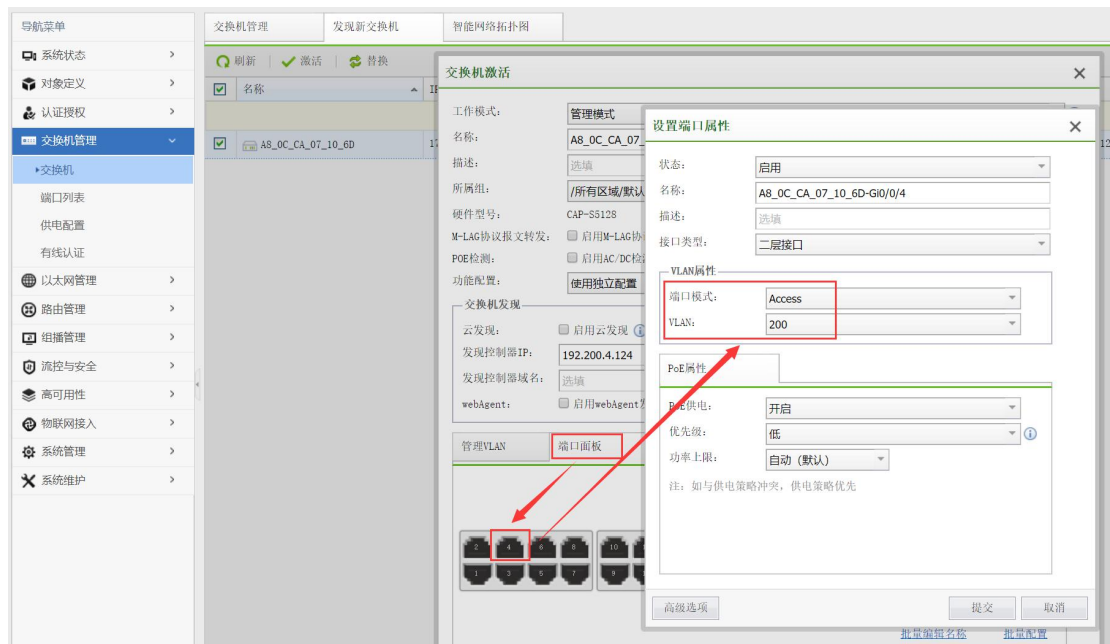 导航菜单
系统状态
对象定义
认证授权
交换机管理
交换机
端口列表
供电配置
有线认证
以太网管理
路由管理
组播管理
流控与安全
高可用性
物联网接入
系统管理
系统维护
交换机管理
发现新交换机
智能网络拓扑图
刷新
激活
替换
名称
A8_0C_CA_07_10_6D
17
12
交换机激活
工作模式:
管理模式
名称:
A8_0C_CA_07_
描述:
选填
所属组:
/所有区域/默认
硬件型号:
CAP-S5128
M-LAG协议报文转发:
启用M-LAG协
POE检测:
启用AC/DC检
功能配置:
使用独立配置
交换机发现
云发现:
启用云发现
发现控制器IP:
192.200.4.124
发现控制器域名:
选填
webAgent:
启用webAgent发
管理VLAN
端口面板
2 4 6 8 10
1 3 5 7 9
批量编辑名称
批量配置
设置端口属性
状态:
启用
名称:
A8_0C_CA_07_10_6D-Gi0/0/4
描述:
选填
接口类型:
二层接口
VLAN属性
端口模式:
Access
VLAN:
200
PoE属性
PoE供电:
开启
优先级:
低
功率上限:
自动（默认）
注：如与供电策略冲突，供电策略优先
高级选项
提交
取消